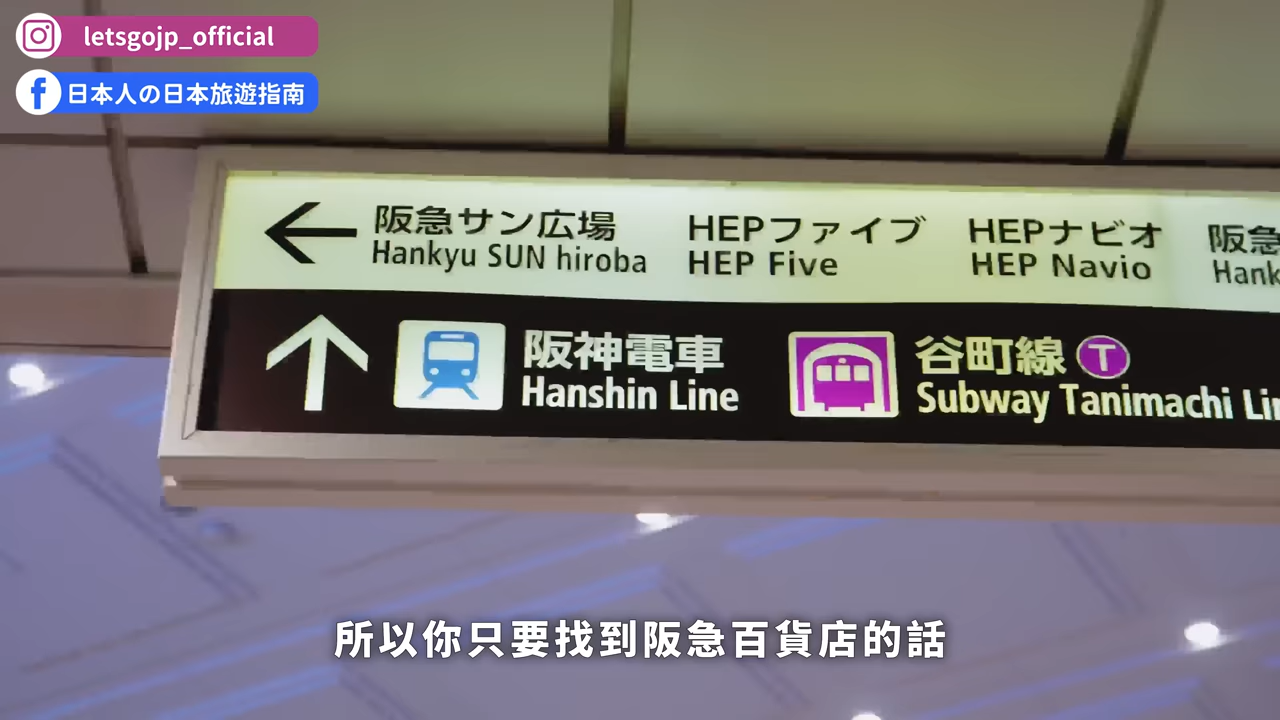 letsgojp_official
日本人の日本旅遊指南
阪急サン広場 HEPファイブ HEPナビオ 阪急
Hankyu SUN hiroba HEP Five HEP Navio
阪神電車 谷町線 T
Hanshin Line Subway Tanimachi
所以你只要找到阪急百貨店的話